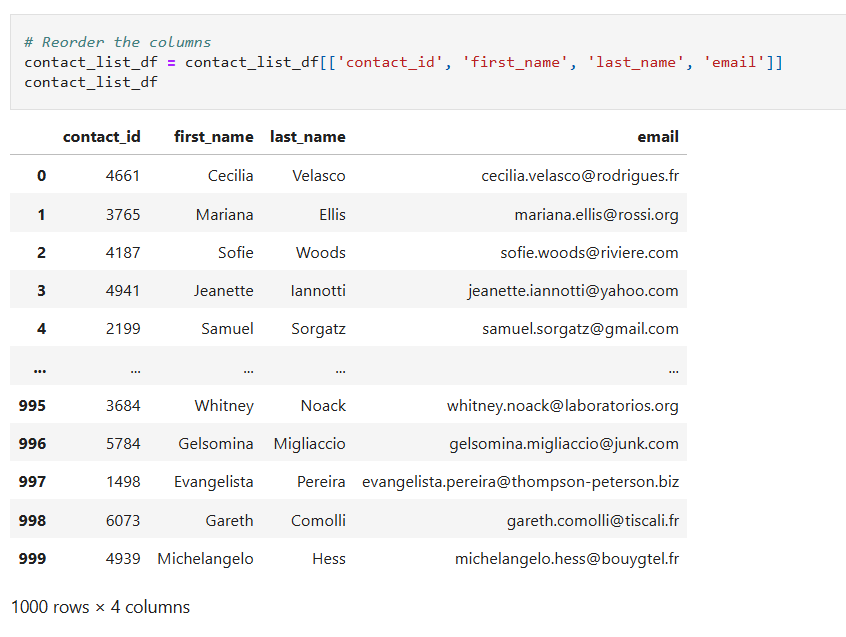 # Reorder the columns
contact_list_df = contact_list_df[['contact_id', 'first_name', 'last_name', 'email']]
contact_list_df
contact_id first_name last_name email
0 4661 Cecilia Velasco cecilia.velasco@rodrigues.fr
1 3765 Mariana Ellis mariana.ellis@rossi.org
2 4187 Sofie Woods sofie.woods@riviere.com
3 4941 Jeanette Iannotti jeanette.iannotti@yahoo.com
4 2199 Samuel Sorgatz samuel.sorgatz@gmail.com
... ... ... ... ...
995 3684 Whitney Noack whitney.noack@laboratorios.org
996 5784 Gelsomina Migliaccio gelsomina.migliaccio@junk.com
997 1498 Evangelista Pereira evangelista.pereira@thompson-peterson.biz
998 6073 Gareth Comolli gareth.comolli@tiscali.fr
999 4939 Michelangelo Hess michelangelo.hess@bouygtel.fr
1000 rows × 4 columns